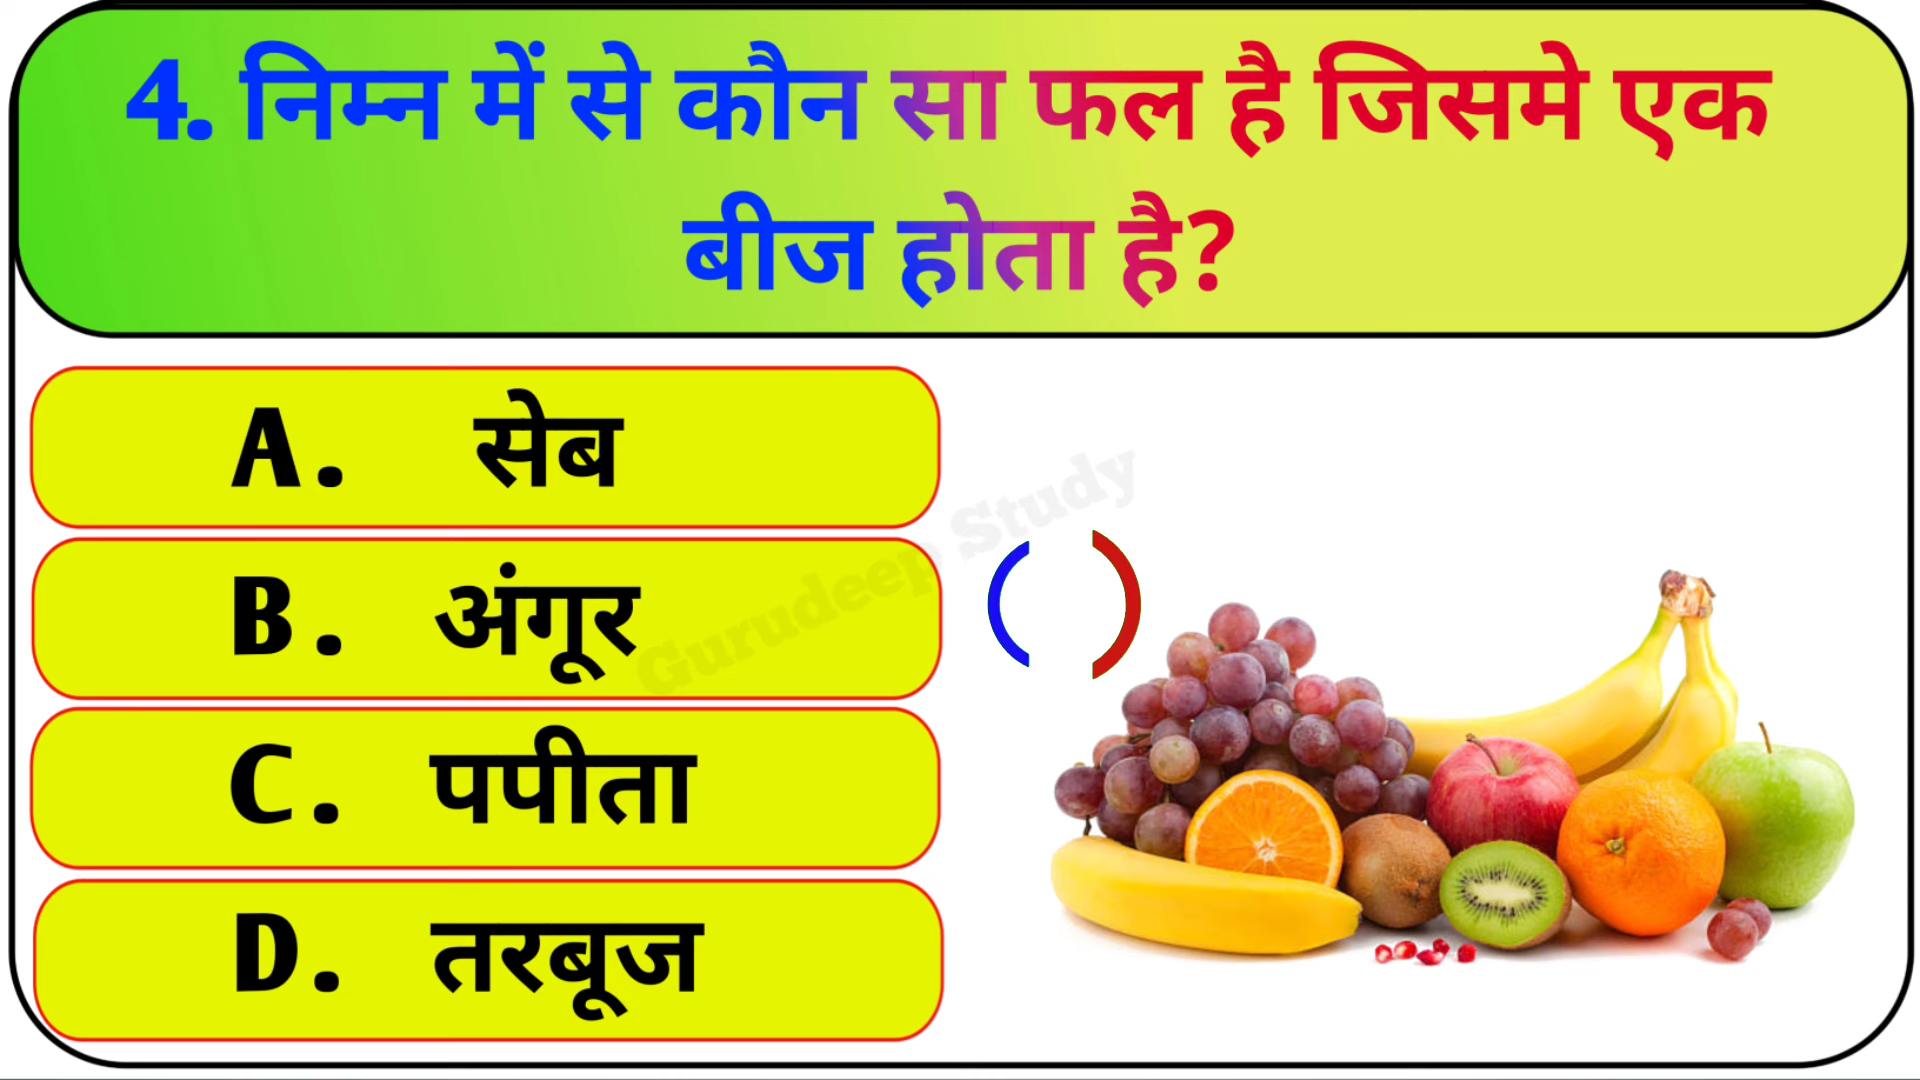 4. निम्न में से कौन सा फल है जिसमे एक
बीज होता है?
A. सेब
B. अंगूर
C. पपीता
D. तरबूज
Gurudeep Study